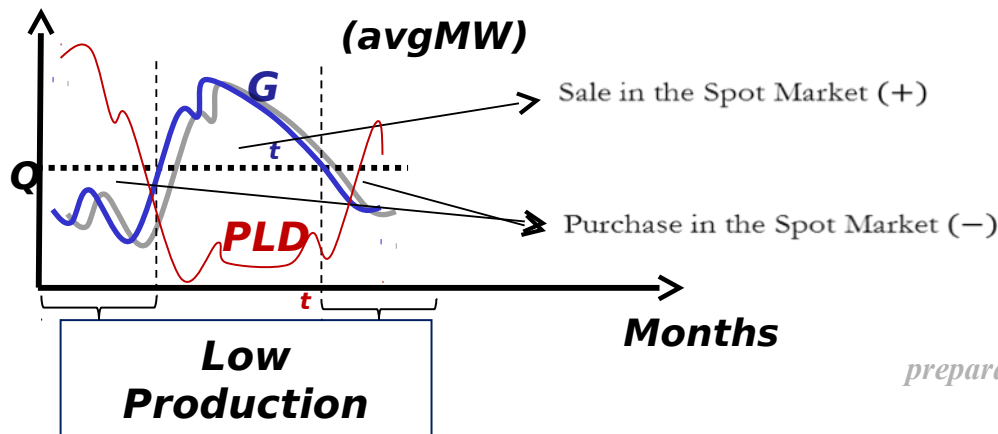 (avgMW)
G
t
Sale in the Spot Market (+)
Q
PLD
t
Purchase in the Spot Market (−)
Months
Low
Production